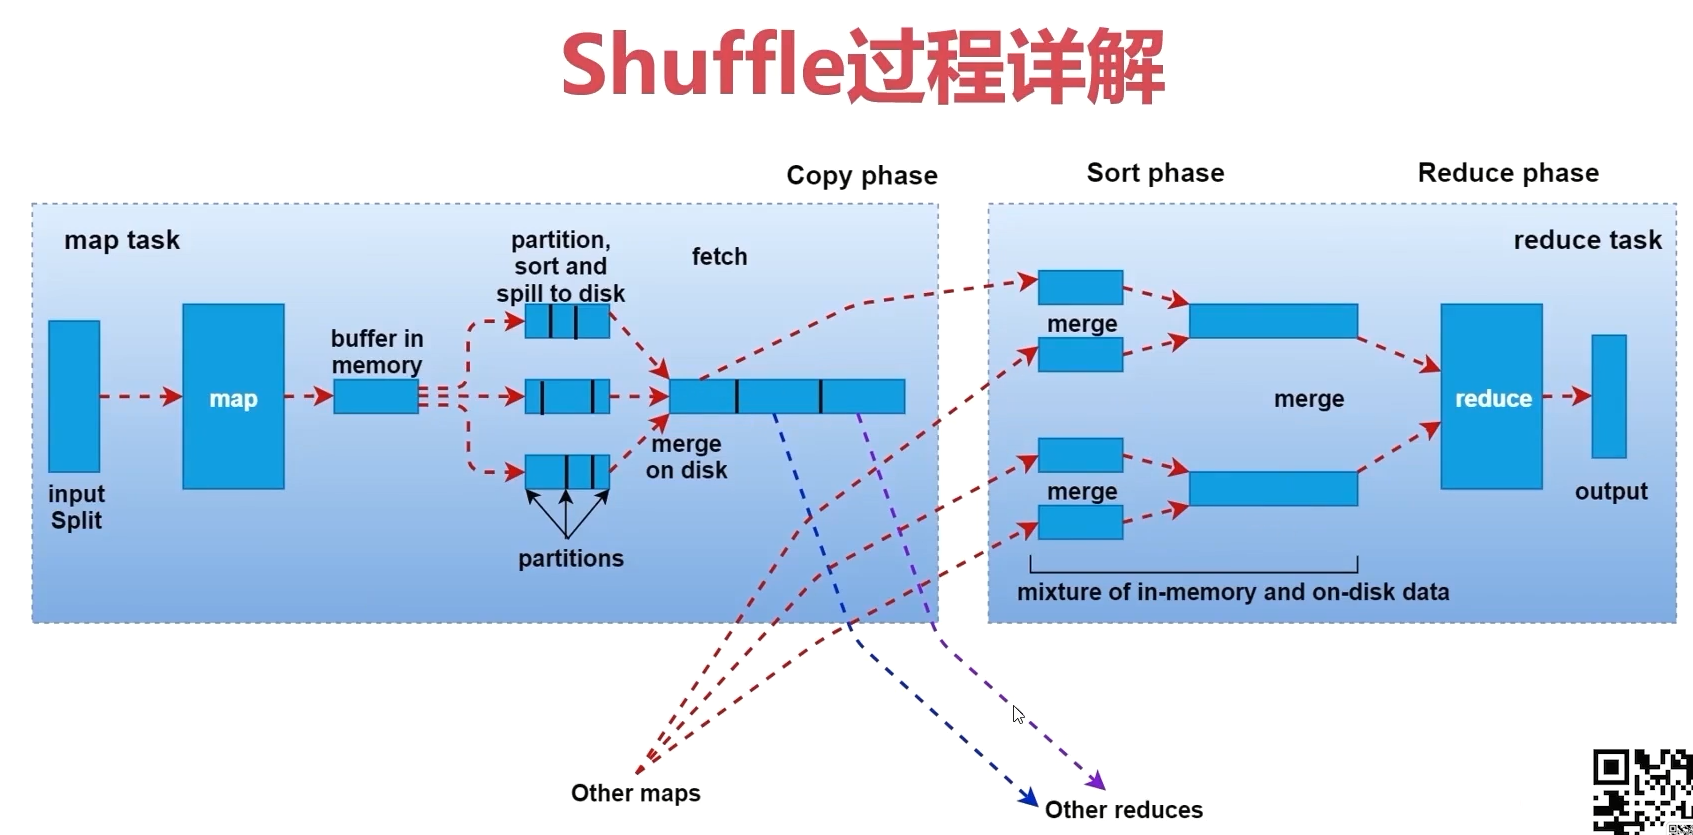 Shuffle过程详解
Copy phase
Sort phase
Reduce phase
map task
partition,
sort and
spill to disk
fetch
reduce task
buffer in
memory
merge
map
merge
reduce
merge
on disk
merge
input
Split
output
partitions
mixture of in-memory and on-disk data
Other maps
Other reduces